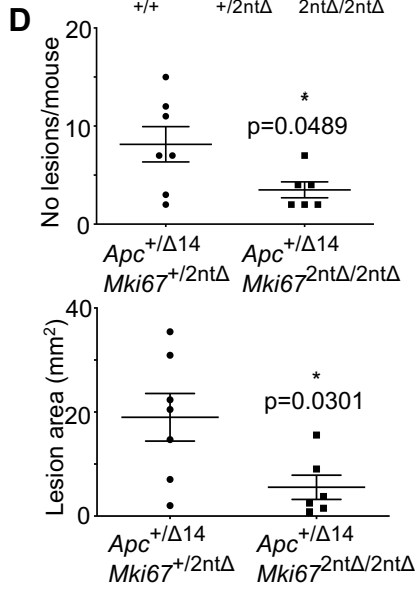 D
+/+ +/2ntΔ 2ntΔ/2ntΔ
No lesions/mouse
20
10
0
*
p=0.0489
Apc+/Δ14 Apc+/Δ14
Mki67+/2ntΔ Mki672ntΔ/2ntΔ
Lesion area (mm2)
40
20
0
*
p=0.0301
Apc+/Δ14 Apc+/Δ14
Mki67+/2ntΔ Mki672ntΔ/2ntΔ